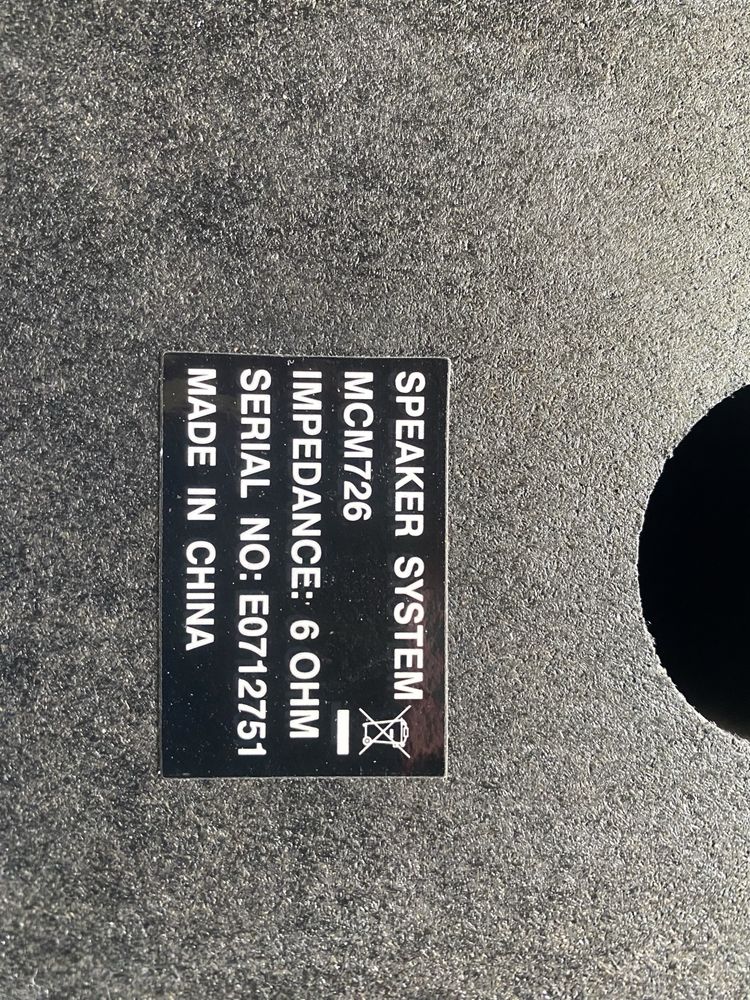 SPEAKER SYSTEM
MCM726
IMPEDANCE: 6 OHM
SERIAL NO: E0712751
MADE IN CHINA